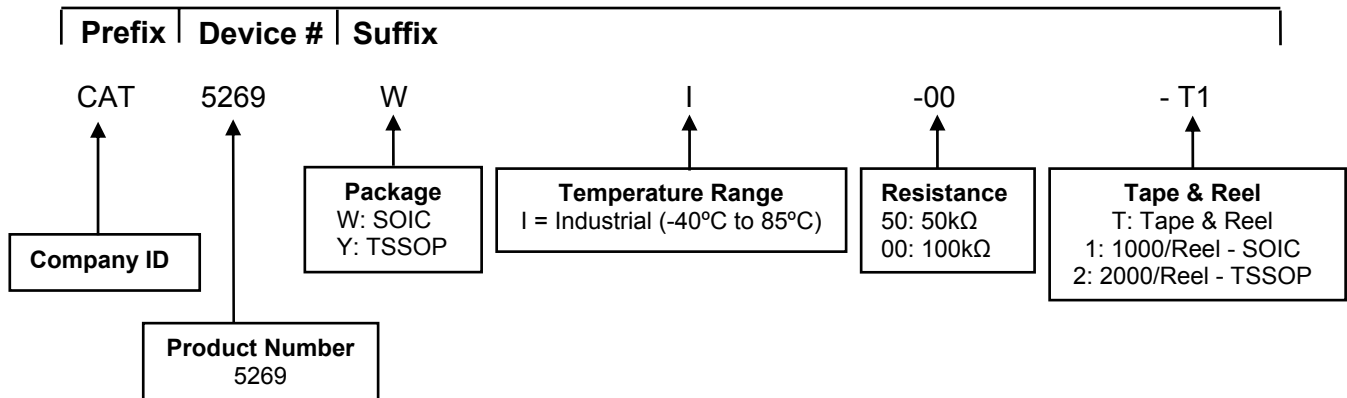 Prefix Device # Suffix
CAT 5269 W I -00 - T1
Package
W: SOIC
Y: TSSOP
Temperature Range
I = Industrial (-40ºC to 85ºC)
Resistance
50: 50kΩ
00: 100kΩ
Tape & Reel
T: Tape & Reel
1: 1000/Reel - SOIC
2: 2000/Reel - TSSOP
Company ID
Product Number
5269